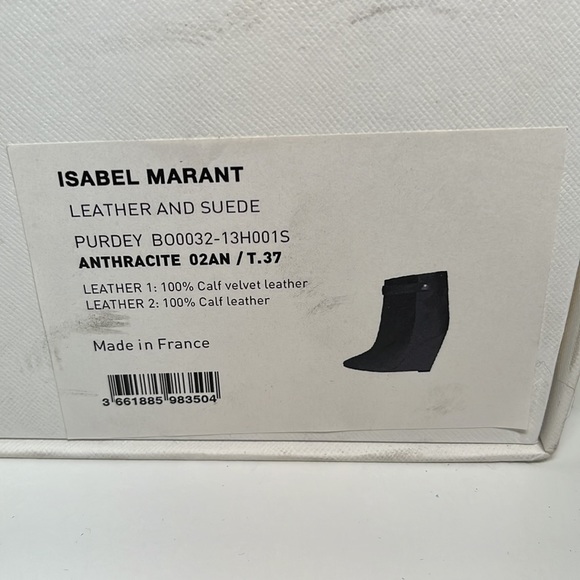 ISABEL MARANT
LEATHER AND SUEDE
PURDEY BO0032-13H001S
ANTHRACITE 02AN / T.37
LEATHER 1: 100% Calf velvet leather
LEATHER 2: 100% Calf leather
Made in France
3 661885 983504